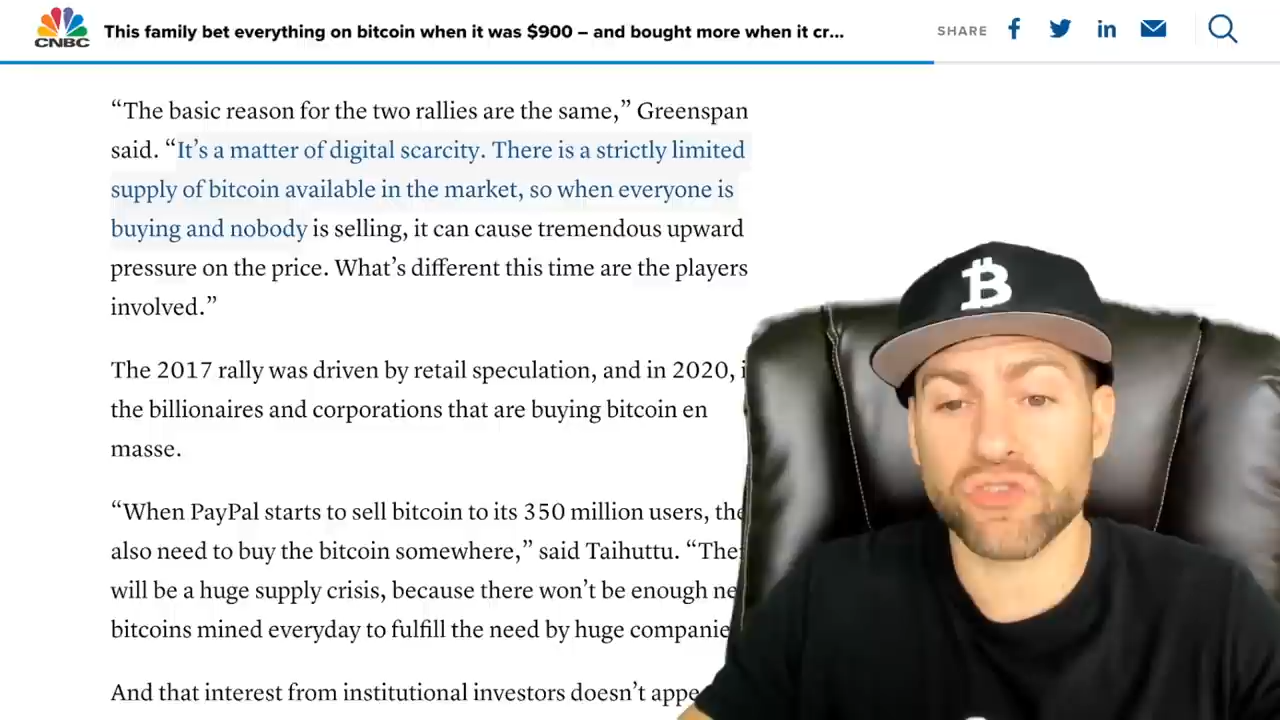 CNBC
This family bet everything on bitcoin when it was $900 – and bought more when it cr...
SHARE
“The basic reason for the two rallies are the same,” Greenspan
said. “It’s a matter of digital scarcity. There is a strictly limited
supply of bitcoin available in the market, so when everyone is
buying and nobody is selling, it can cause tremendous upward
pressure on the price. What’s different this time are the players
involved.”
The 2017 rally was driven by retail speculation, and in 2020,
the billionaires and corporations that are buying bitcoin en
masse.
“When PayPal starts to sell bitcoin to its 350 million users,
also need to buy the bitcoin somewhere,” said Taihuttu.
will be a huge supply crisis, because there won’t be enough
bitcoins mined everyday to fulfill the need by huge
And that interest from institutional investors doesn’t
B